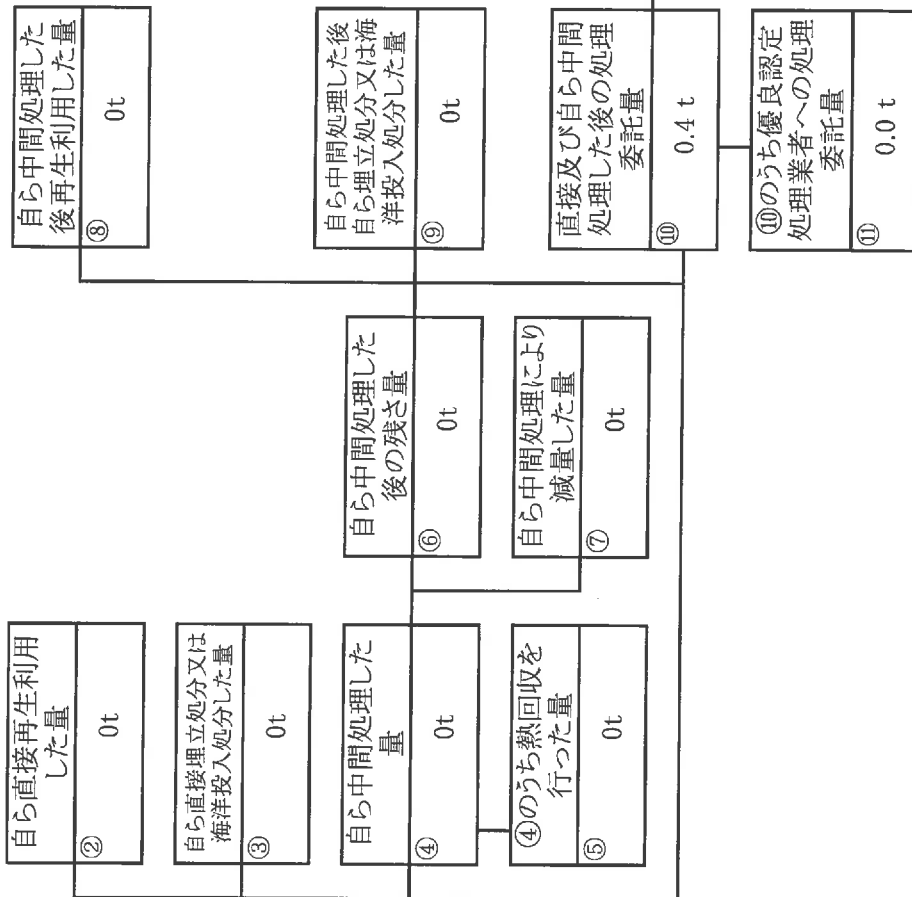 自ら直接再生利用
した量
②
0t
自ら直接埋立処分又は
海洋投入処分した量
③
0t
自ら中間処理した
量
④
0t
④のうち熱回収を
行った量
⑤
0t
自ら中間処理した
後の残さ量
⑥
0t
自ら中間処理により
減量した量
⑦
0t
自ら中間処理した
後再生利用した量
⑧
0t
自ら中間処理した後
自ら埋立処分又は海
洋投入処分した量
⑨
0t
直接及び自ら中間
処理した後の処理
委託量
⑩
0.4 t
⑩のうち優良認定
処理業者への処理
委託量
⑪
0.0 t